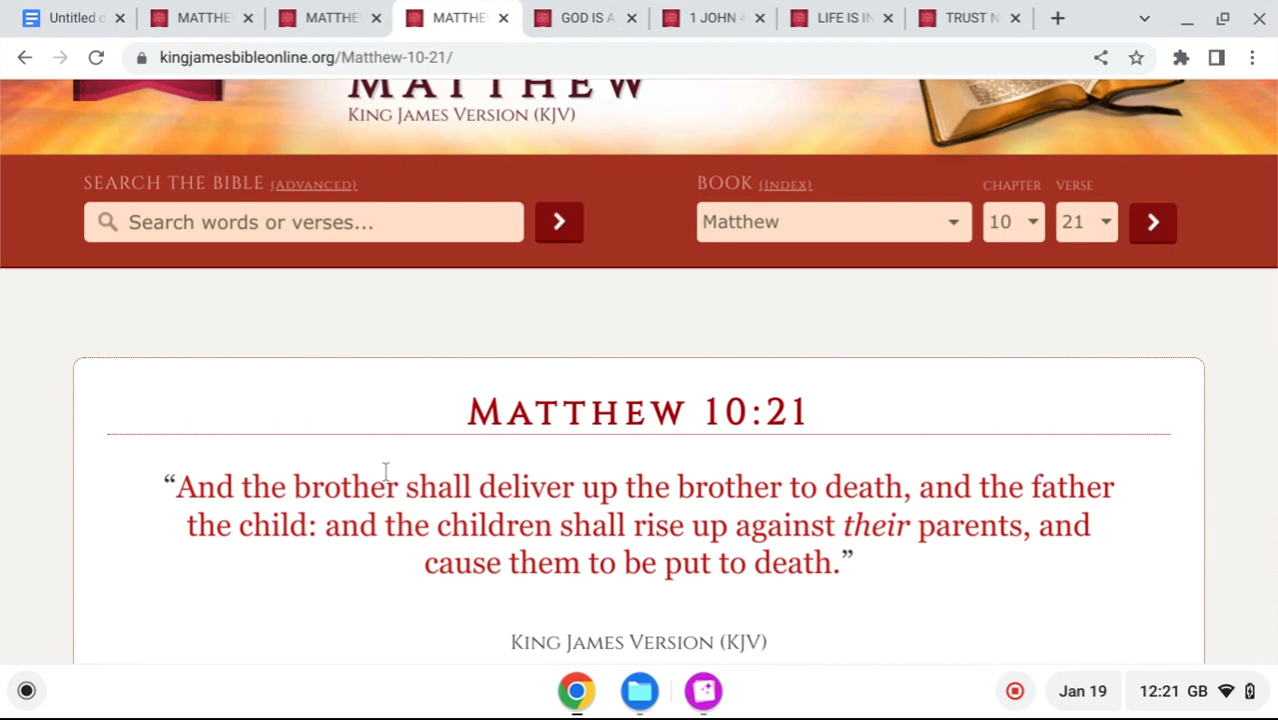 Untitled d
MATTHE
MATTHE
MATTHE
GOD IS A
1 JOHN 4
LIFE IS IN
TRUST N
kingjamesbibleonline.org/Matthew-10-21/
MATTHEW
King James Version (KJV)
SEARCH THE BIBLE (Advanced)
BOOK (Index)
CHAPTER
VERSE
Search words or verses...
Matthew
10
21
Matthew 10:21
“And the brother shall deliver up the brother to death, and the father
the child: and the children shall rise up against their parents, and
cause them to be put to death.”
King James Version (KJV)
Jan 19
12:21 GB